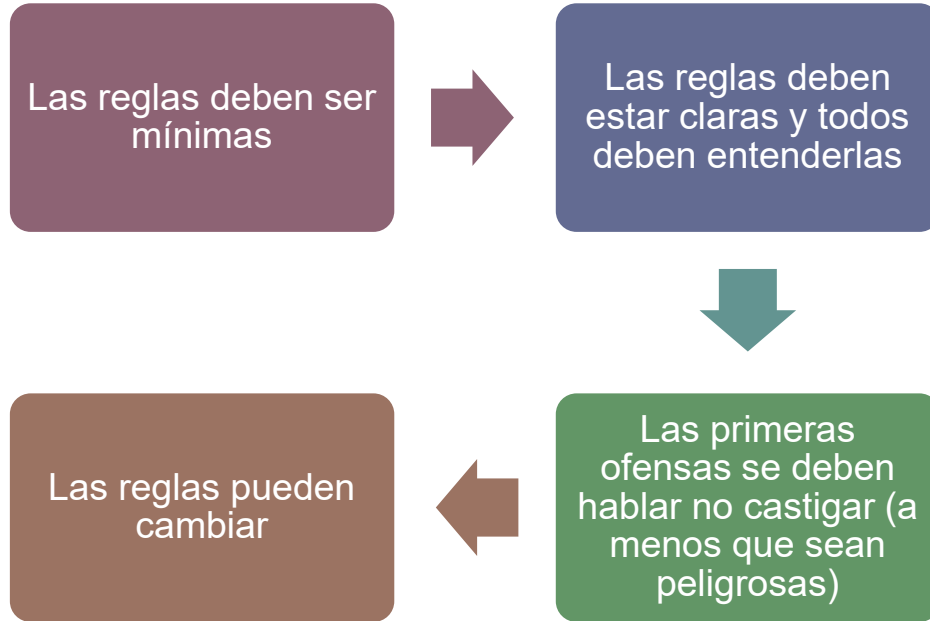 Las reglas deben ser
mínimas
Las reglas deben
estar claras y todos
deben entenderlas
Las primeras
ofensas se deben
hablar no castigar (a
menos que sean
peligrosas)
Las reglas pueden
cambiar